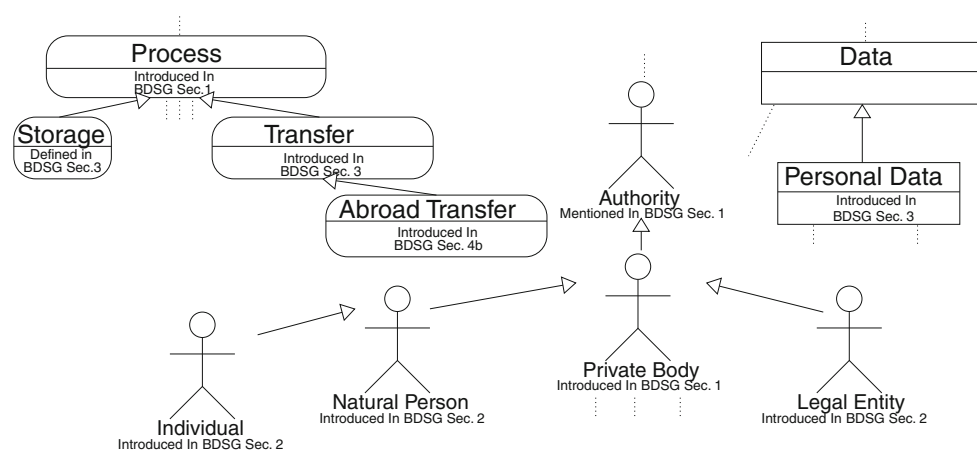 Process
Introduced In
BDSG Sec.1
Storage
Defined in
BDSG Sec.3
Transfer
Introduced In
BDSG Sec. 3
Abroad Transfer
Introduced In
BDSG Sec. 4b
Authority
Mentioned In BDSG Sec. 1
Data
Personal Data
Introduced In
BDSG Sec. 3
Individual
Introduced In BDSG Sec. 2
Natural Person
Introduced In BDSG Sec. 2
Private Body
Introduced In BDSG Sec. 1
Legal Entity
Introduced In BDSG Sec. 2